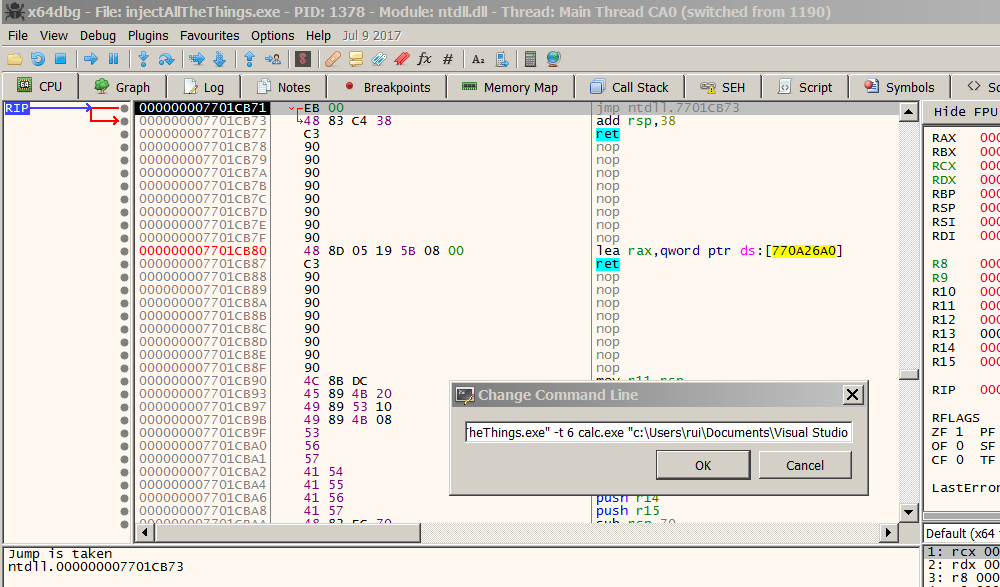 x64dbg - File: injectAllTheThings.exe - PID: 1378 - Module: ntdll.dll - Thread: Main Thread CA0 (switched from 1190)
File View Debug Plugins Favourites Options Help Jul 9 2017
CPU Graph Log Notes Breakpoints Memory Map Call Stack SEH Script Symbols
RIP 000000007701CB71 EB 00 jmp ntdll.7701CB73
000000007701CB73 48 83 C4 38 add rsp,38
000000007701CB77 C3 ret
000000007701CB78 90 nop
000000007701CB79 90 nop
000000007701CB7A 90 nop
000000007701CB7B 90 nop
000000007701CB7C 90 nop
000000007701CB7D 90 nop
000000007701CB7E 90 nop
000000007701CB7F 90 nop
000000007701CB80 48 8D 05 19 5B 08 00 lea rax,qword ptr ds:[770A26A0]
000000007701CB87 C3 ret
000000007701CB88 90 nop
000000007701CB89 90 nop
000000007701CB8A 90 nop
000000007701CB8B 90 nop
000000007701CB8C 90 nop
000000007701CB8D 90 nop
000000007701CB8E 90 nop
000000007701CB8F 90 nop
000000007701CB90 4C 8B DC
000000007701CB93 45 89 4B 20
000000007701CB97 49 89 53 10
000000007701CB9B 49 89 4B 08
000000007701CB9F 53
000000007701CBA0 56
000000007701CBA1 57
000000007701CBA2 41 54
000000007701CBA4 41 55
000000007701CBA6 41 56 push r14
000000007701CBA8 41 57 push r15
Change Command Line
TheThings.exe" -t 6 calc.exe "c:\Users\rui\Documents\Visual Studio
OK Cancel
Hide FPU
RAX 000
RBX 000
RCX 000
RDX 000
RBP 000
RSP 000
RSI 000
RDI 000
R8 000
R9 000
R10 000
R11 000
R12 000
R13 000
R14 000
R15 000
RIP 000
RFLAGS
ZF 1 PF
OF 0 SF
CF 0 TF
LastError
Default (x64
1: rcx 00
2: rdx 00
3: r8 000
Jump is taken
ntdll.000000007701CB73